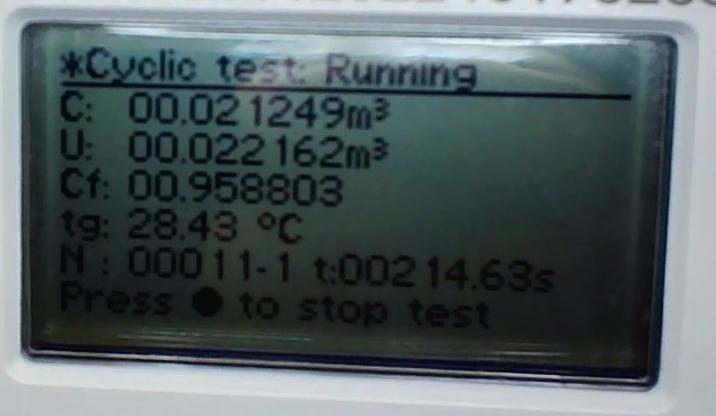 *Cyclic test: Running
C: 00.021249m³
U: 00.022162m³
Cf: 00.958803
tg: 28.43 °C
N : 00011-1 t:00214.63s
Press ● to stop test